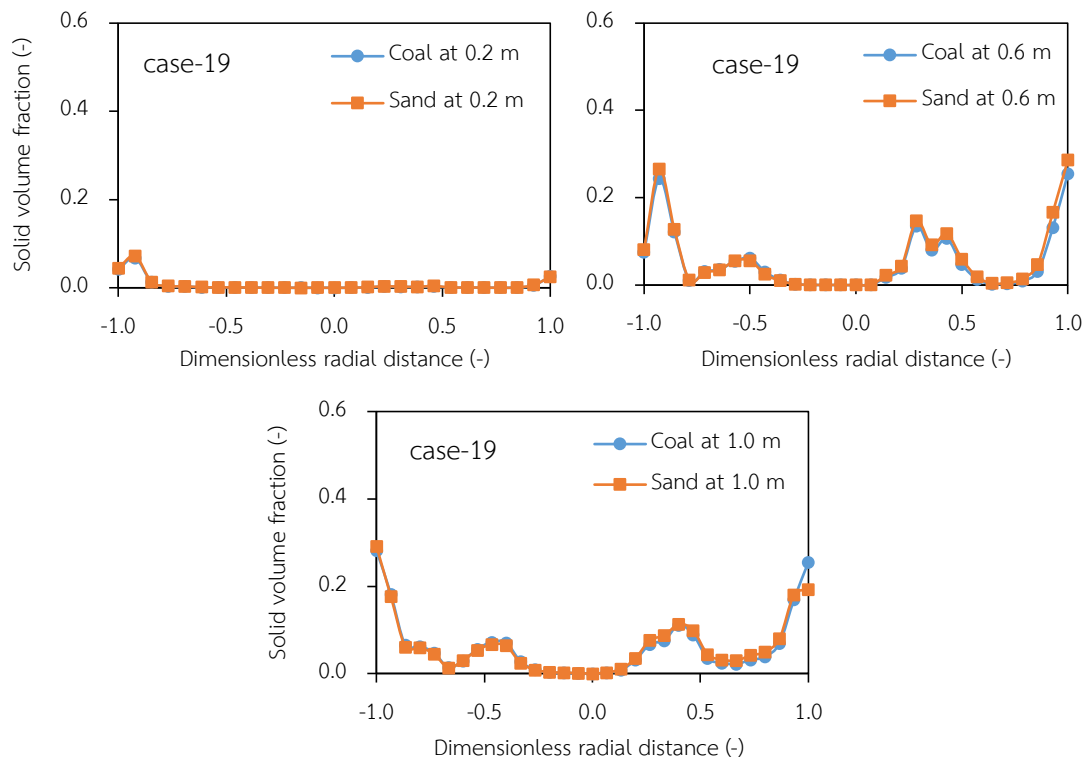 case-19
Coal at 0.2 m
Sand at 0.2 m
Solid volume fraction (-)
0.6
0.4
0.2
0.0
-1.0 -0.5 0.0 0.5 1.0
Dimensionless radial distance (-)
case-19
Coal at 0.6 m
Sand at 0.6 m
0.6
0.4
0.2
0.0
-1.0 -0.5 0.0 0.5 1.0
Dimensionless radial distance (-)
case-19
Coal at 1.0 m
Sand at 1.0 m
Solid volume fraction (-)
0.6
0.4
0.2
0.0
-1.0 -0.5 0.0 0.5 1.0
Dimensionless radial distance (-)